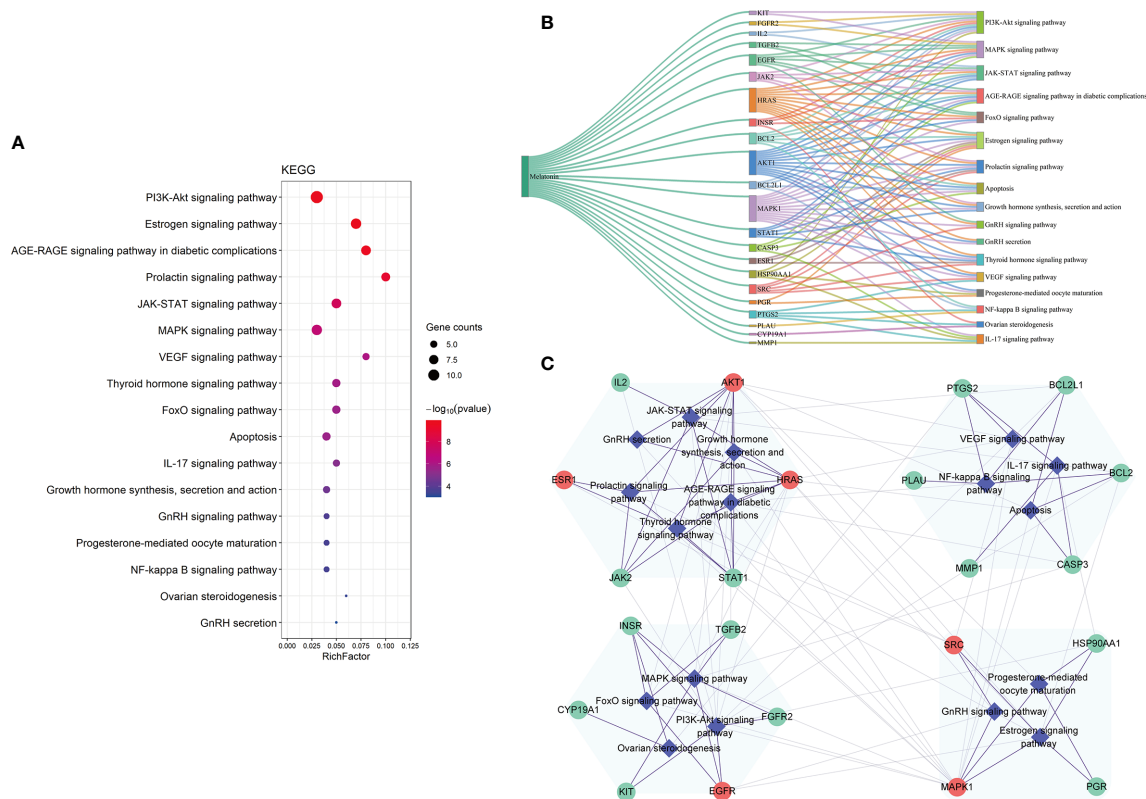 A
KEGG
PI3K-Akt signaling pathway
Estrogen signaling pathway
AGE-RAGE signaling pathway in diabetic complications
Prolactin signaling pathway
JAK-STAT signaling pathway
MAPK signaling pathway
VEGF signaling pathway
Thyroid hormone signaling pathway
FoxO signaling pathway
Apoptosis
IL-17 signaling pathway
Growth hormone synthesis, secretion and action
GnRH signaling pathway
Progesterone-mediated oocyte maturation
NF-kappa B signaling pathway
Ovarian steroidogenesis
GnRH secretion
0.000 0.025 0.050 0.075 0.100 0.125
RichFactor
Gene counts
5.0
7.5
10.0
−log10(pvalue)
8
6
4
B
Melatonin
KIT
FGFR2
IL2
TGFB2
EGFR
JAK2
HRAS
INSR
BCL2
AKT1
BCL2L1
MAPK1
STAT1
CASP3
ESR1
HSP90AA1
SRC
PGR
PTGS2
PLAU
CYP19A1
MMP1
PI3K-Akt signaling pathway
MAPK signaling pathway
JAK-STAT signaling pathway
AGE-RAGE signaling pathway in diabetic complications
FoxO signaling pathway
Estrogen signaling pathway
Prolactin signaling pathway
Apoptosis
Growth hormone synthesis, secretion and action
GnRH signaling pathway
GnRH secretion
Thyroid hormone signaling pathway
VEGF signaling pathway
Progesterone-mediated oocyte maturation
NF-kappa B signaling pathway
Ovarian steroidogenesis
IL-17 signaling pathway
C
IL2
AKT1
JAK-STAT signaling
pathway
GnRH secretion
Growth hormone
synthesis, secretion and
action
ESR1
HRAS
Prolactin signaling
pathway
AGE-RAGE signaling
pathway in diabetic
complications
Thyroid hormone
signaling pathway
JAK2
STAT1
PTGS2
BCL2L1
VEGF signaling pathway
IL-17 signaling pathway
PLAU
NF-kappa B signaling
pathway
BCL2
Apoptosis
MMP1
CASP3
INSR
TGFB2
MAPK signaling pathway
FoxO signaling pathway
CYP19A1
PI3K-Akt signaling
pathway
FGFR2
Ovarian steroidogenesis
KIT
EGFR
SRC
HSP90AA1
Progesterone-mediated
oocyte maturation
GnRH signaling pathway
Estrogen signaling
pathway
MAPK1
PGR